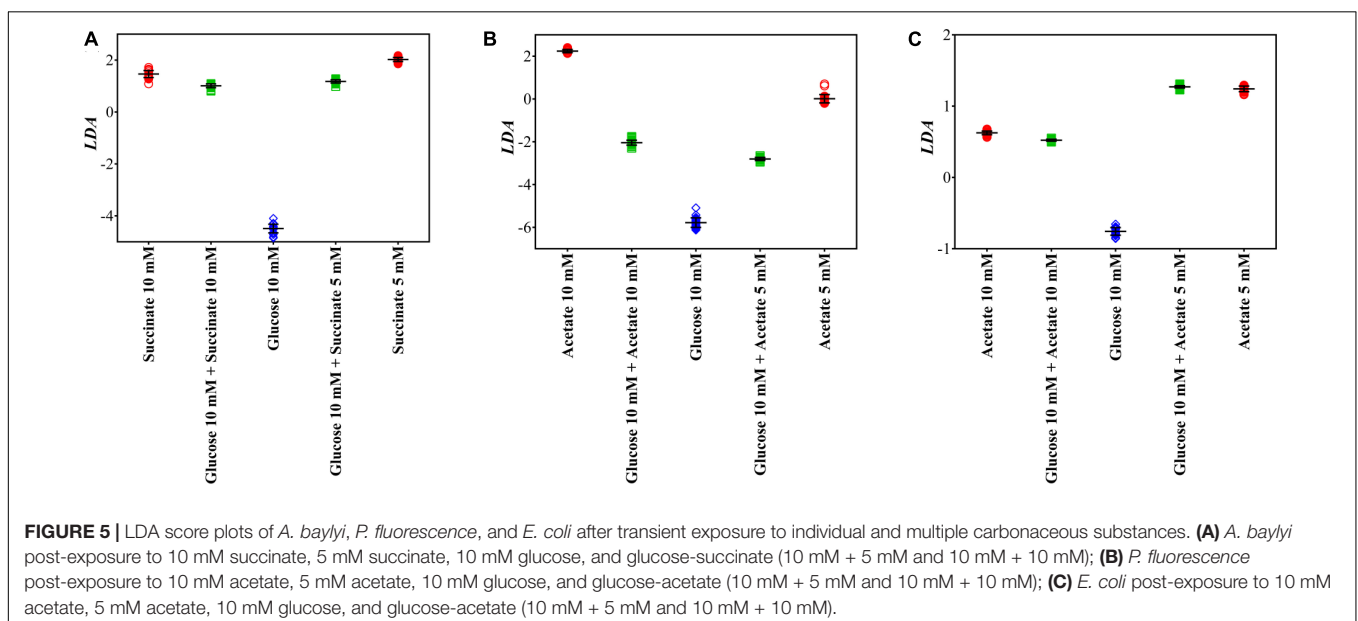 A
B
C
2
0
-2
-4
LDA
2
0
-2
-4
-6
LDA
2
1
0
-1
LDA
Succinate 10 mM
Glucose 10 mM + Succinate 10 mM
Glucose 10 mM
Glucose 10 mM + Succinate 5 mM
Succinate 5 mM
Acetate 10 mM
Glucose 10 mM + Acetate 10 mM
Glucose 10 mM
Glucose 10 mM + Acetate 5 mM
Acetate 5 mM
Acetate 10 mM
Glucose 10 mM + Acetate 10 mM
Glucose 10 mM
Glucose 10 mM + Acetate 5 mM
Acetate 5 mM
FIGURE 5 | LDA score plots of A. baylyi, P. fluorescence, and E. coli after transient exposure to individual and multiple carbonaceous substances. (A) A. baylyi
post-exposure to 10 mM succinate, 5 mM succinate, 10 mM glucose, and glucose-succinate (10 mM + 5 mM and 10 mM + 10 mM); (B) P. fluorescence
post-exposure to 10 mM acetate, 5 mM acetate, 10 mM glucose, and glucose-acetate (10 mM + 5 mM and 10 mM + 10 mM); (C) E. coli post-exposure to 10 mM
acetate, 5 mM acetate, 10 mM glucose, and glucose-acetate (10 mM + 5 mM and 10 mM + 10 mM).